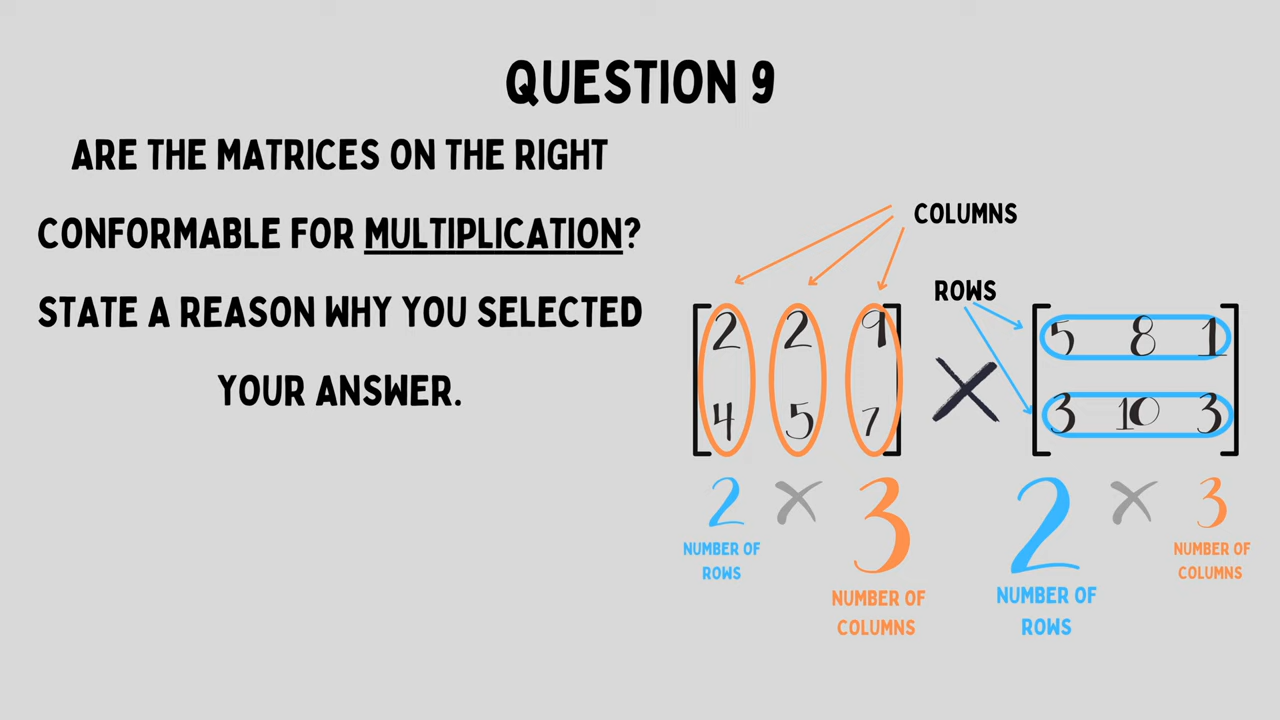 QUESTION 9
ARE THE MATRICES ON THE RIGHT
CONFORMABLE FOR MULTIPLICATION?
STATE A REASON WHY YOU SELECTED
YOUR ANSWER.
COLUMNS
ROWS
2 2 9
4 5 7
×
5 8 1
3 10 3
2 × 3
NUMBER OF
ROWS
NUMBER OF
COLUMNS
2 × 3
NUMBER OF
ROWS
NUMBER OF
COLUMNS